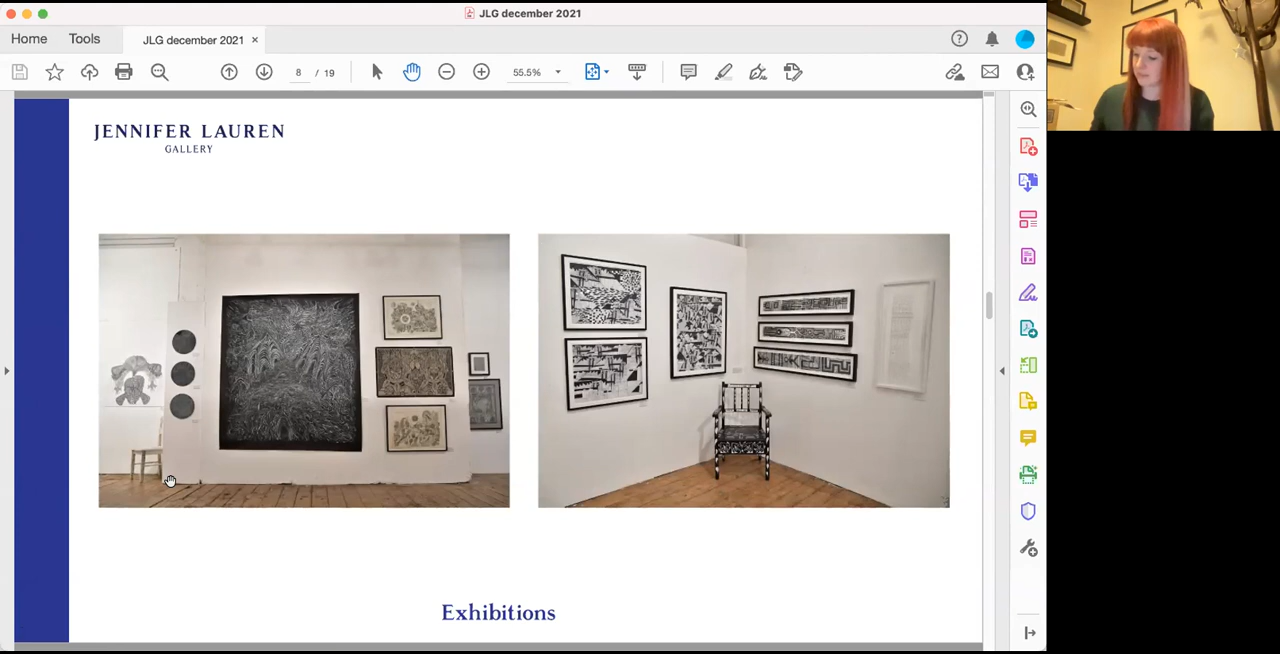 JLG december 2021
Home
Tools
JLG december 2021
8 / 19
55.5%
JENNIFER LAUREN
GALLERY
Exhibitions